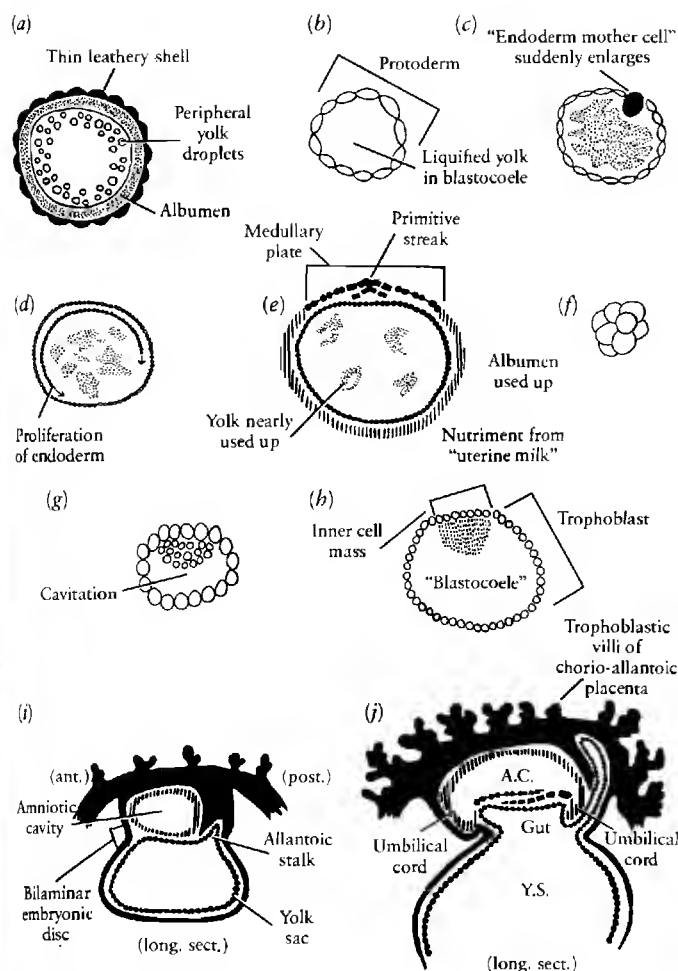 (a)
Thin leathery shell
Peripheral
yolk
droplets
Albumen
(b)
Protoderm
Liquified yolk
in blastocoele
(c)
“Endoderm mother cell”
suddenly enlarges
(d)
Proliferation
of endoderm
Medullary
plate
Primitive
streak
(e)
Yolk nearly
used up
Albumen
used up
Nutriment from
“uterine milk”
(f)
(g)
Cavitation
(h)
Inner cell
mass
Trophoblast
“Blastocoele”
(i)
(ant.)
(post.)
Amniotic
cavity
Allantoic
stalk
Bilaminar
embryonic
disc
Yolk
sac
(long. sect.)
Trophoblastic
villi of
chorio-allantoic
placenta
(j)
A.C.
Gut
Umbilical
cord
Umbilical
cord
Y.S.
(long. sect.)